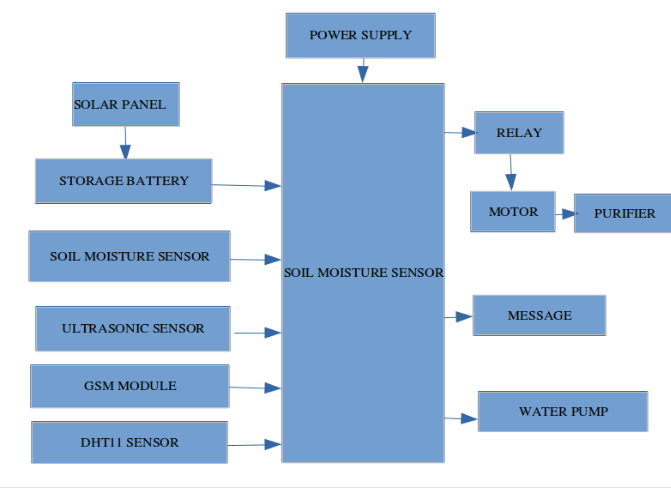 POWER SUPPLY
SOLAR PANEL
STORAGE BATTERY
SOIL MOISTURE SENSOR
ULTRASONIC SENSOR
GSM MODULE
DHT11 SENSOR
SOIL MOISTURE SENSOR
RELAY
MOTOR
PURIFIER
MESSAGE
WATER PUMP